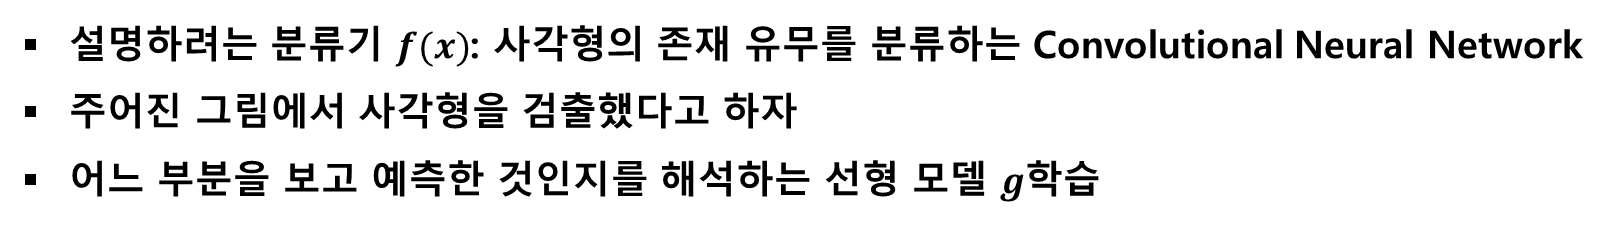 ▪ 설명하려는 분류기 f(x): 사각형의 존재 유무를 분류하는 Convolutional Neural Network
▪ 주어진 그림에서 사각형을 검출했다고 하자
▪ 어느 부분을 보고 예측한 것인지를 해석하는 선형 모델 g학습